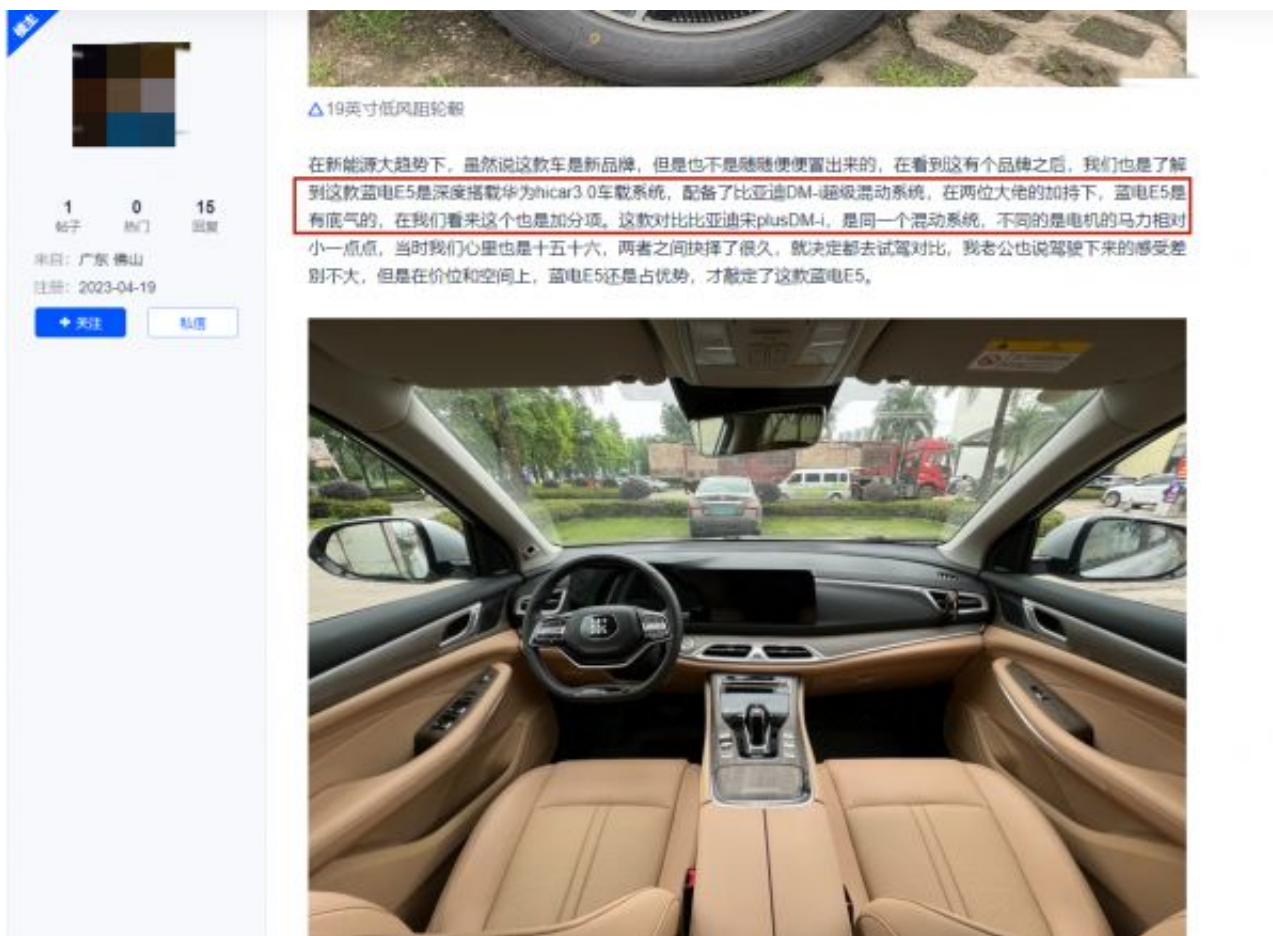 楼主
△19英寸低风阻轮毂
在新能源大趋势下，虽然说这款车是新品牌，但是也不是随随便便冒出来的，在看到这有个品牌之后，我们也是了解
到这款蓝电E5是深度搭载华为hicar3.0车载系统，配备了比亚迪DM-i超级混动系统，在两位大佬的加持下，蓝电E5是
有底气的，在我们看来这个也是加分项。这款对比比亚迪宋plusDM-i，是同一个混动系统，不同的是电机的马力相对
小一点点，当时我们心里也是十五十六，两者之间抉择了很久，就决定都去试驾对比，我老公也说驾驶下来的感受差
别不大，但是在价位和空间上，蓝电E5还是占优势，才敲定了这款蓝电E5。
1 0 15
帖子 热门 回复
来自：广东 佛山
注册：2023-04-19
+ 关注 私信